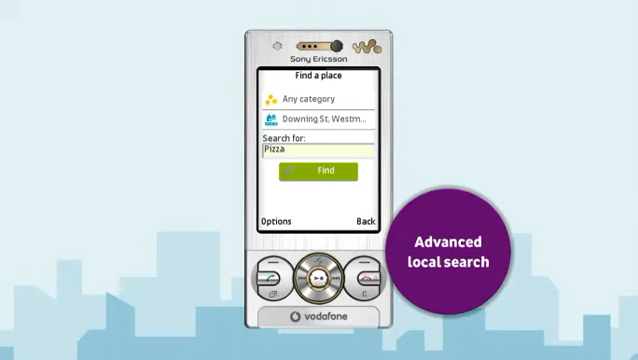 Sony Ericsson
Find a place
Any category
Downing St, Westm...
Search for:
Pizza
Find
Options
Back
Advanced
local search
C
vodafone